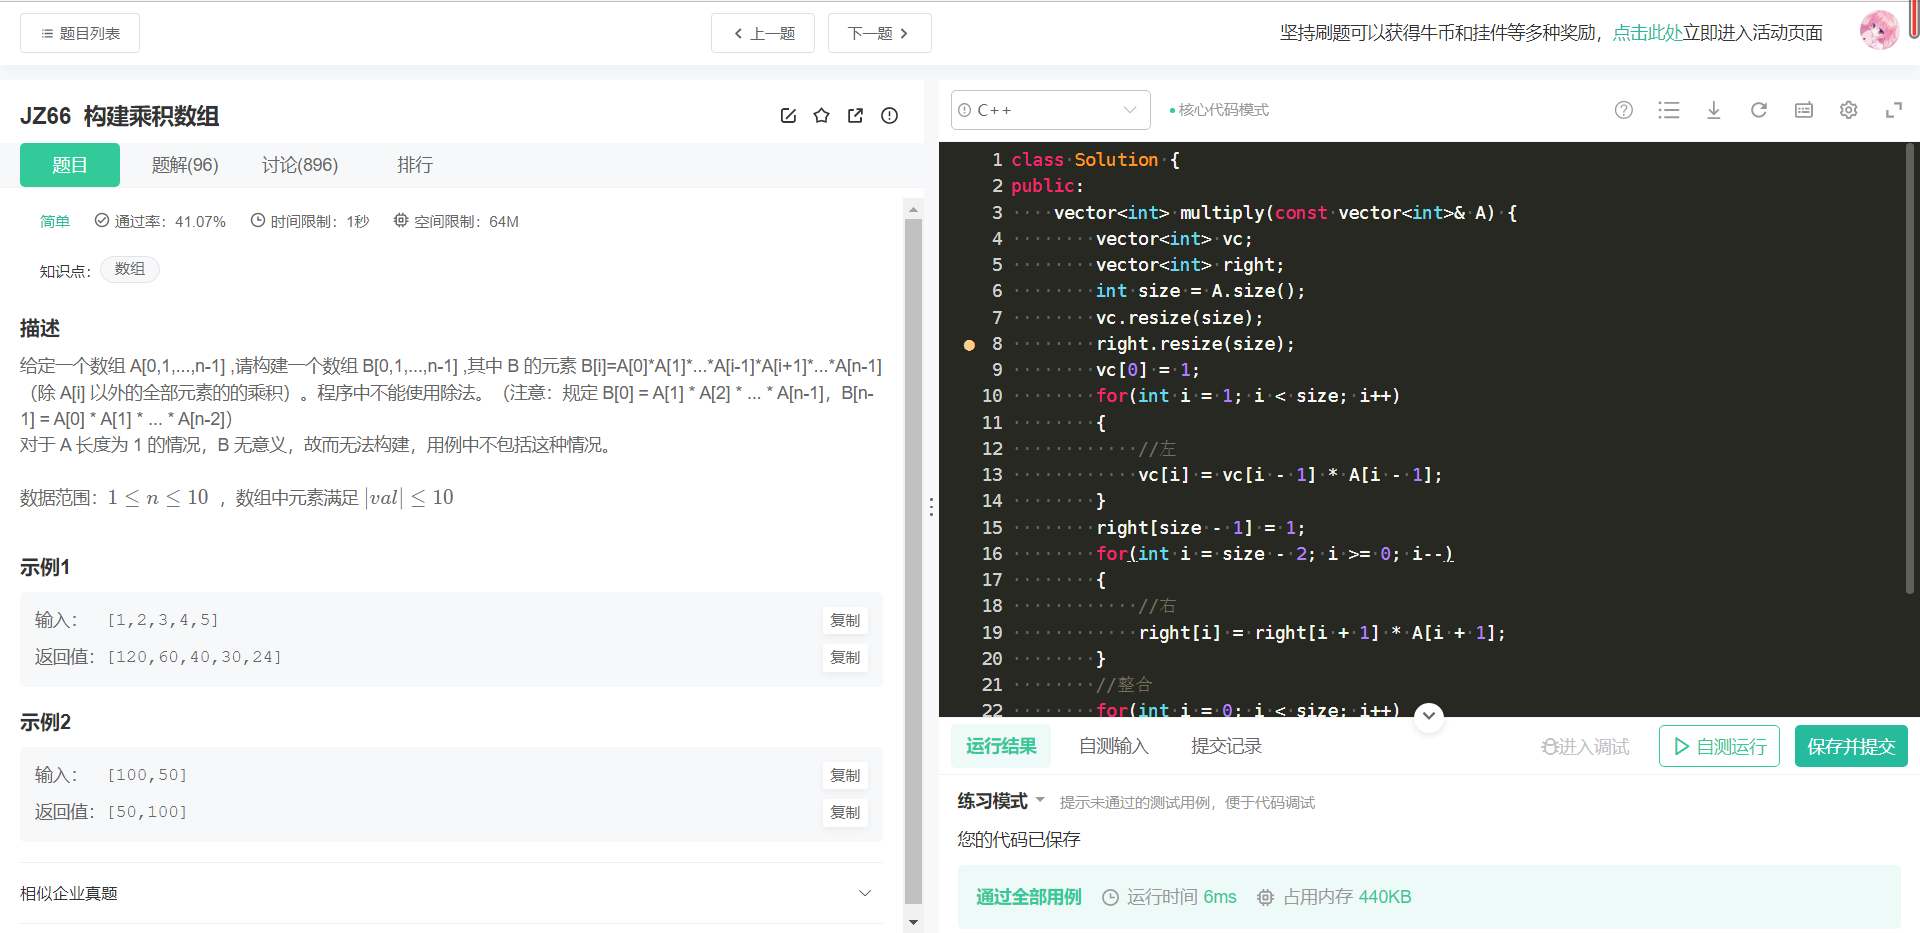 题目列表
上一题
下一题
坚持刷题可以获得牛币和挂件等多种奖励，点击此处立即进入活动页面
JZ66 构建乘积数组
题目 题解(96) 讨论(896) 排行
简单 通过率：41.07% 时间限制：1秒 空间限制：64M
知识点： 数组
描述
给定一个数组 A[0,1,...,n-1] ,请构建一个数组 B[0,1,...,n-1] ,其中 B 的元素 B[i]=A[0]*A[1]*...*A[i-1]*A[i+1]*...*A[n-1]
（除 A[i] 以外的全部元素的的乘积）。程序中不能使用除法。（注意：规定 B[0] = A[1] * A[2] * ... * A[n-1]，B[n-
1] = A[0] * A[1] * ... * A[n-2]）
对于 A 长度为 1 的情况，B 无意义，故而无法构建，用例中不包括这种情况。
数据范围：1 ≤ n ≤ 10 ，数组中元素满足 |val| ≤ 10
示例1
输入： [1,2,3,4,5] 复制
返回值： [120,60,40,30,24] 复制
示例2
输入： [100,50] 复制
返回值： [50,100] 复制
相似企业真题
C++ 核心代码模式
1 class Solution {
2 public:
3     vector<int> multiply(const vector<int>& A) {
4         vector<int> vc;
5         vector<int> right;
6         int size = A.size();
7         vc.resize(size);
8         right.resize(size);
9         vc[0] = 1;
10         for(int i = 1; i < size; i++)
11         {
12             //左
13             vc[i] = vc[i - 1] * A[i - 1];
14         }
15         right[size - 1] = 1;
16         for(int i = size - 2; i >= 0; i--)
17         {
18             //右
19             right[i] = right[i + 1] * A[i + 1];
20         }
21         //整合
22         for(int i = 0; i < size; i++)
运行结果 自测输入 提交记录 进入调试 自测运行 保存并提交
练习模式 提示未通过的测试用例，便于代码调试
您的代码已保存
通过全部用例 运行时间 6ms 占用内存 440KB